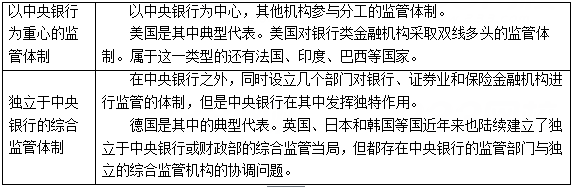 以中央银行
为重心的监
管体制
以中央银行为中心，其他机构参与分工的监管体制。
美国是其中典型代表。美国对银行类金融机构采取双线多头的监管体
制。属于这一类型的还有法国、印度、巴西等国家。
独立于中央
银行的综合
监管体制
在中央银行之外，同时设立几个部门对银行、证券业和保险金融机构进
行监管的体制，但是中央银行在其中发挥独特作用。
德国是其中的典型代表。英国、日本和韩国等国近年来也陆续建立了独
立于中央银行或财政部的综合监管当局，但都存在中央银行的监管部门与
独立的综合监管机构的协调问题。